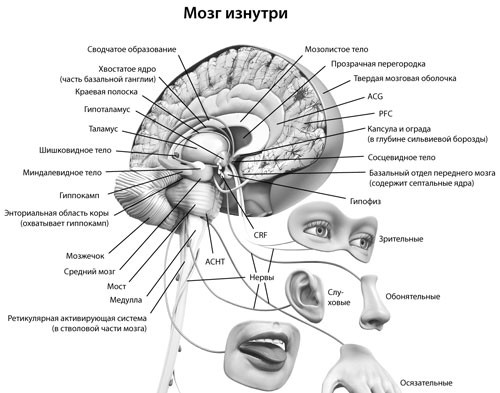 Мозг изнутри
Сводчатое образование
Хвостатое ядро
(часть базальной ганглии)
Краевая полоска
Гипоталамус
Таламус
Шишковидное тело
Миндалевидное тело
Гиппокамп
Энториальная область коры
(охватывает гиппокамп)
Мозжечок
Средний мозг
Мост
Медулла
Ретикулярная активирующая система
(в стволовой части мозга)
Мозолистое тело
Прозрачная перегородка
Твердая мозговая оболочка
ACG
PFC
Капсула и ограда
(в глубине сильвиевой борозды)
Сосцевидное тело
Базальный отдел переднего мозга
(содержит септальные ядра)
Гипофиз
CRF
АСНТ
Нервы
Зрительные
Слу-
ховые
Обонятельные
Осязательные